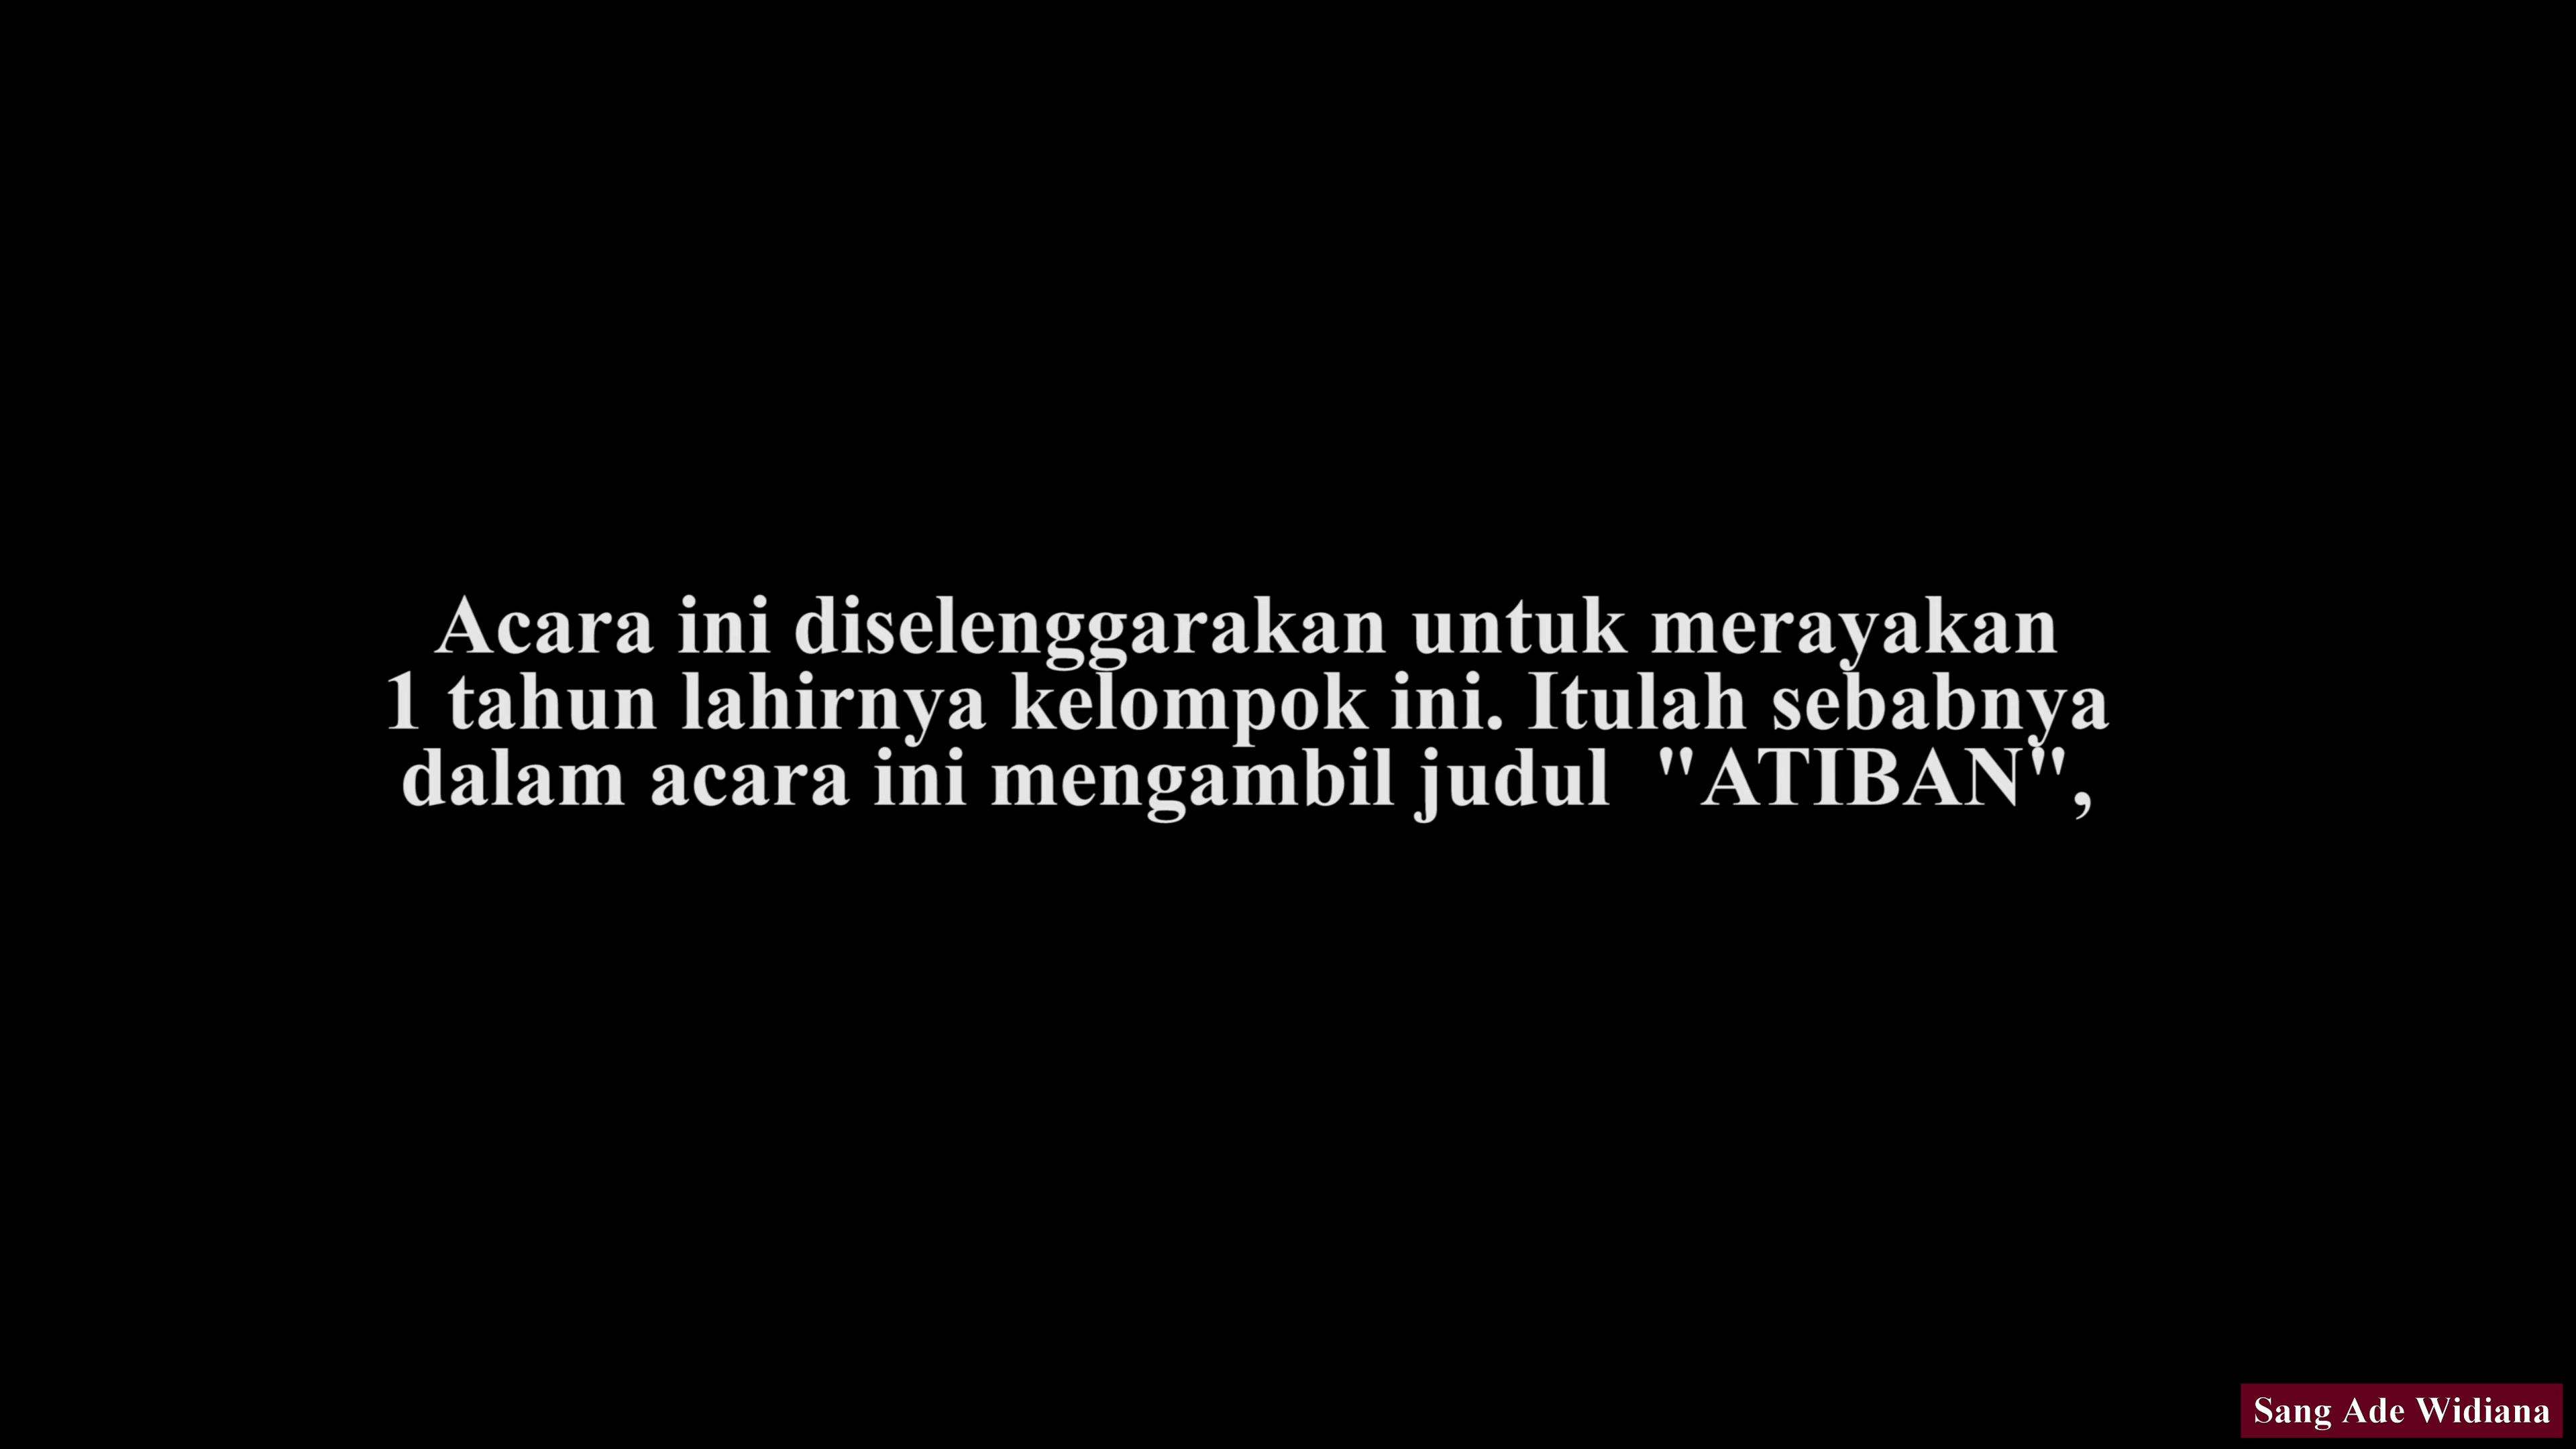 Acara ini diselenggarakan untuk merayakan
1 tahun lahirnya kelompok ini. Itulah sebabnya
dalam acara ini mengambil judul  "ATIBAN",
Sang Ade Widiana